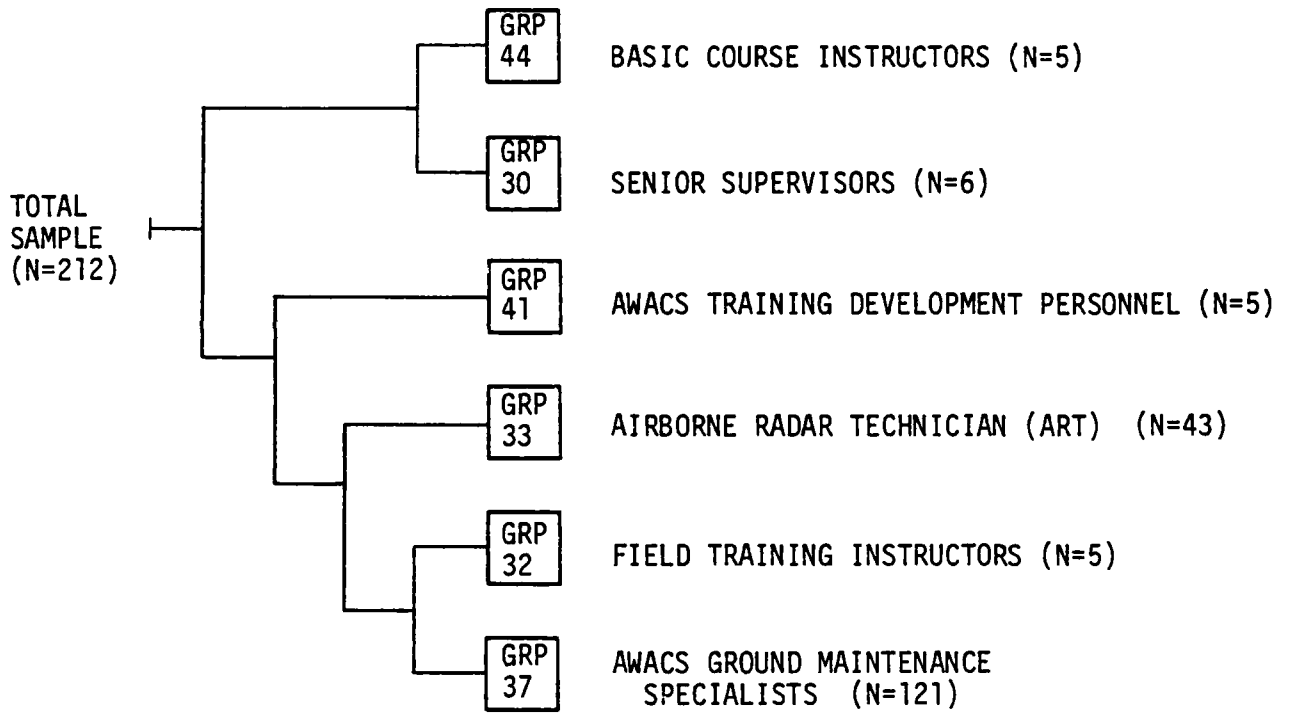 GRP
44
BASIC COURSE INSTRUCTORS (N=5)
GRP
30
SENIOR SUPERVISORS (N=6)
TOTAL
SAMPLE
(N=212)
GRP
41
AWACS TRAINING DEVELOPMENT PERSONNEL (N=5)
GRP
33
AIRBORNE RADAR TECHNICIAN (ART) (N=43)
GRP
32
FIELD TRAINING INSTRUCTORS (N=5)
GRP
37
AWACS GROUND MAINTENANCE
SPECIALISTS (N=121)